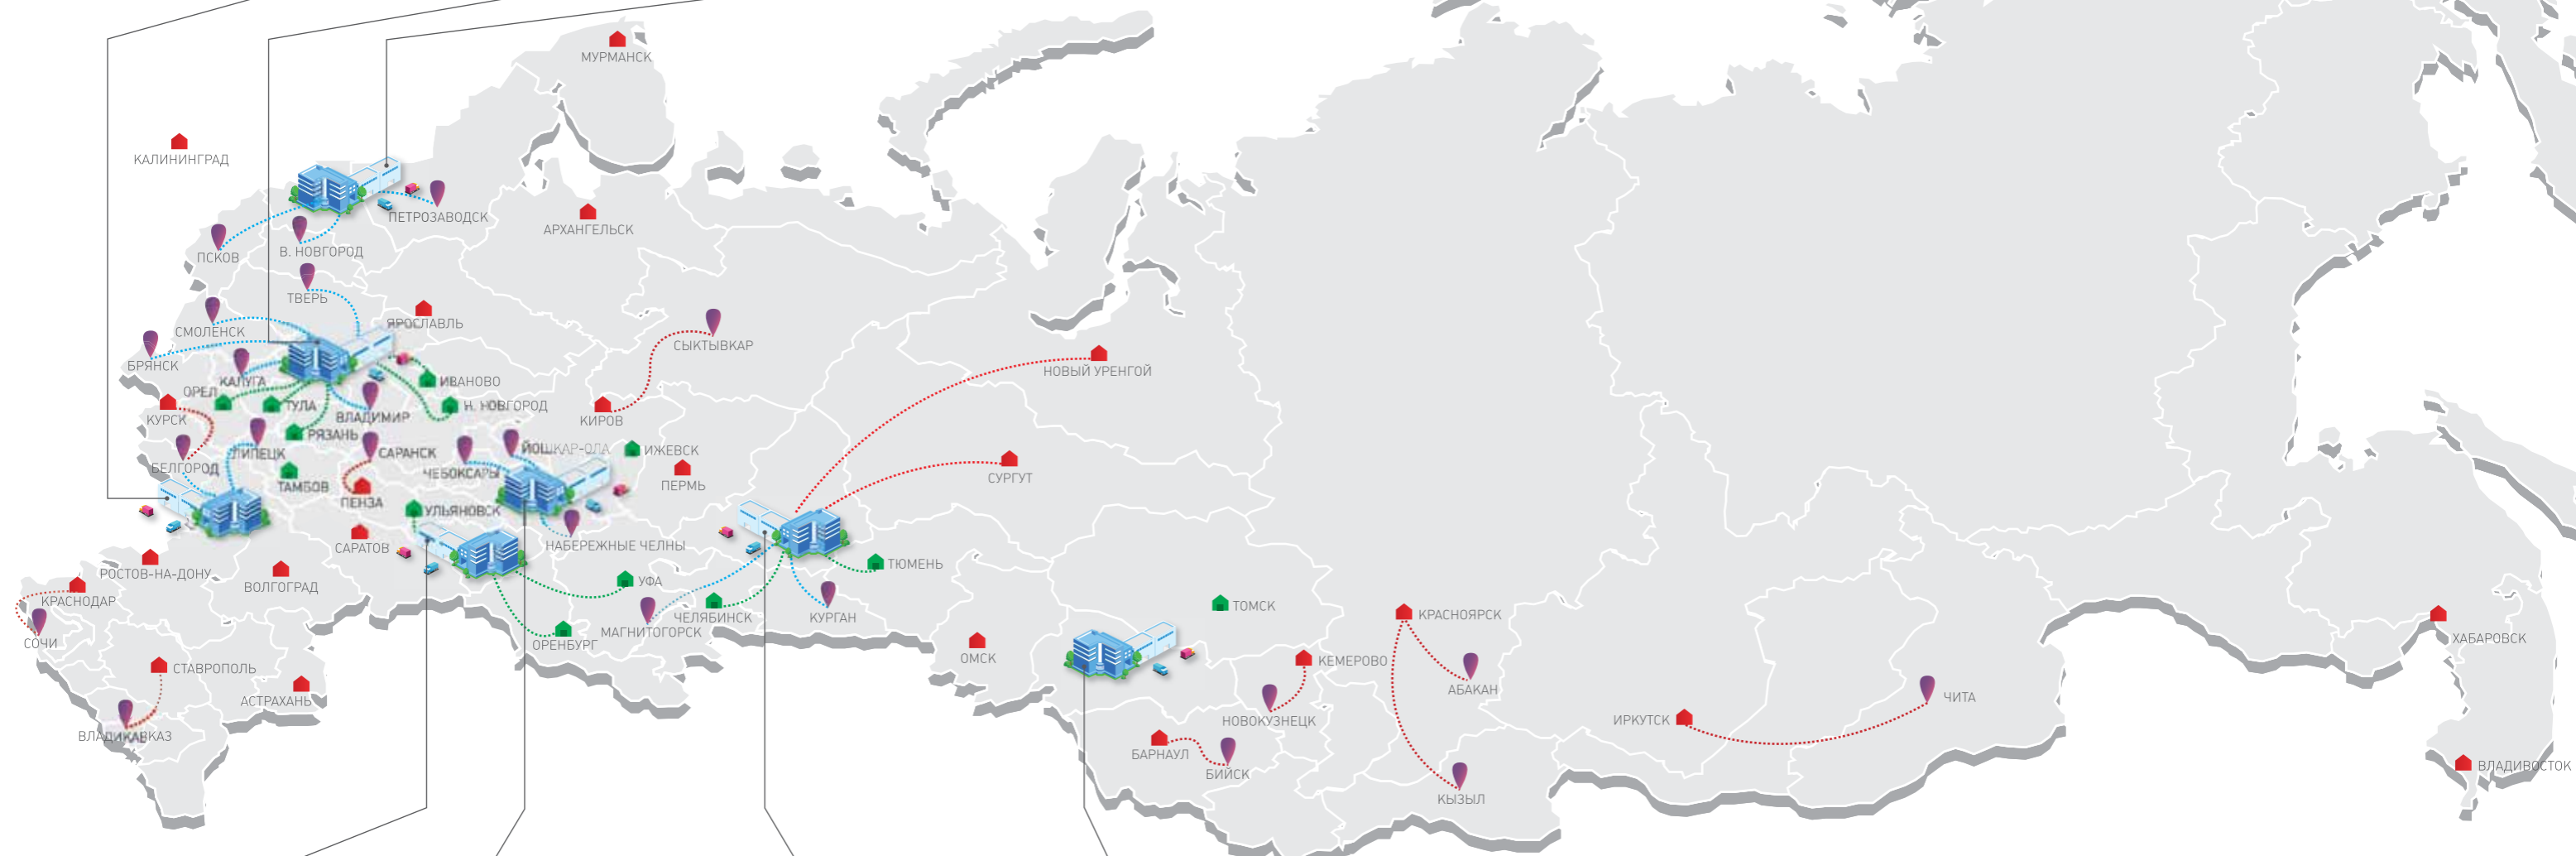 МУРМАНСК
КАЛИНИНГРАД
ПЕТРОЗАВОДСК
АРХАНГЕЛЬСК
В. НОВГОРОД
ПСКОВ
ТВЕРЬ
ЯРОСЛАВЛЬ
СМОЛЕНСК
СЫКТЫВКАР
БРЯНСК
НОВЫЙ УРЕНГОЙ
КАЛУГА
ИВАНОВО
ОРЕЛ
ТУЛА
Н. НОВГОРОД
ВЛАДИМИР
КУРСК
КИРОВ
РЯЗАНЬ
ЙОШКАР-ОЛА
ИЖЕВСК
ЛИПЕЦК
САРАНСК
БЕЛГОРОД
ЧЕБОКСАРЫ
СУРГУТ
ТАМБОВ
ПЕРМЬ
ПЕНЗА
УЛЬЯНОВСК
САРАТОВ
НАБЕРЕЖНЫЕ ЧЕЛНЫ
ТЮМЕНЬ
РОСТОВ-НА-ДОНУ
ВОЛГОГРАД
УФА
КРАСНОДАР
ТОМСК
КРАСНОЯРСК
ЧЕЛЯБИНСК
КУРГАН
МАГНИТОГОРСК
ХАБАРОВСК
СОЧИ
ОРЕНБУРГ
ОМСК
КЕМЕРОВО
СТАВРОПОЛЬ
АБАКАН
ЧИТА
АСТРАХАНЬ
НОВОКУЗНЕЦК
ИРКУТСК
ВЛАДИКАВКАЗ
БАРНАУЛ
ВЛАДИВОСТОК
БИЙСК
КЫЗЫЛ